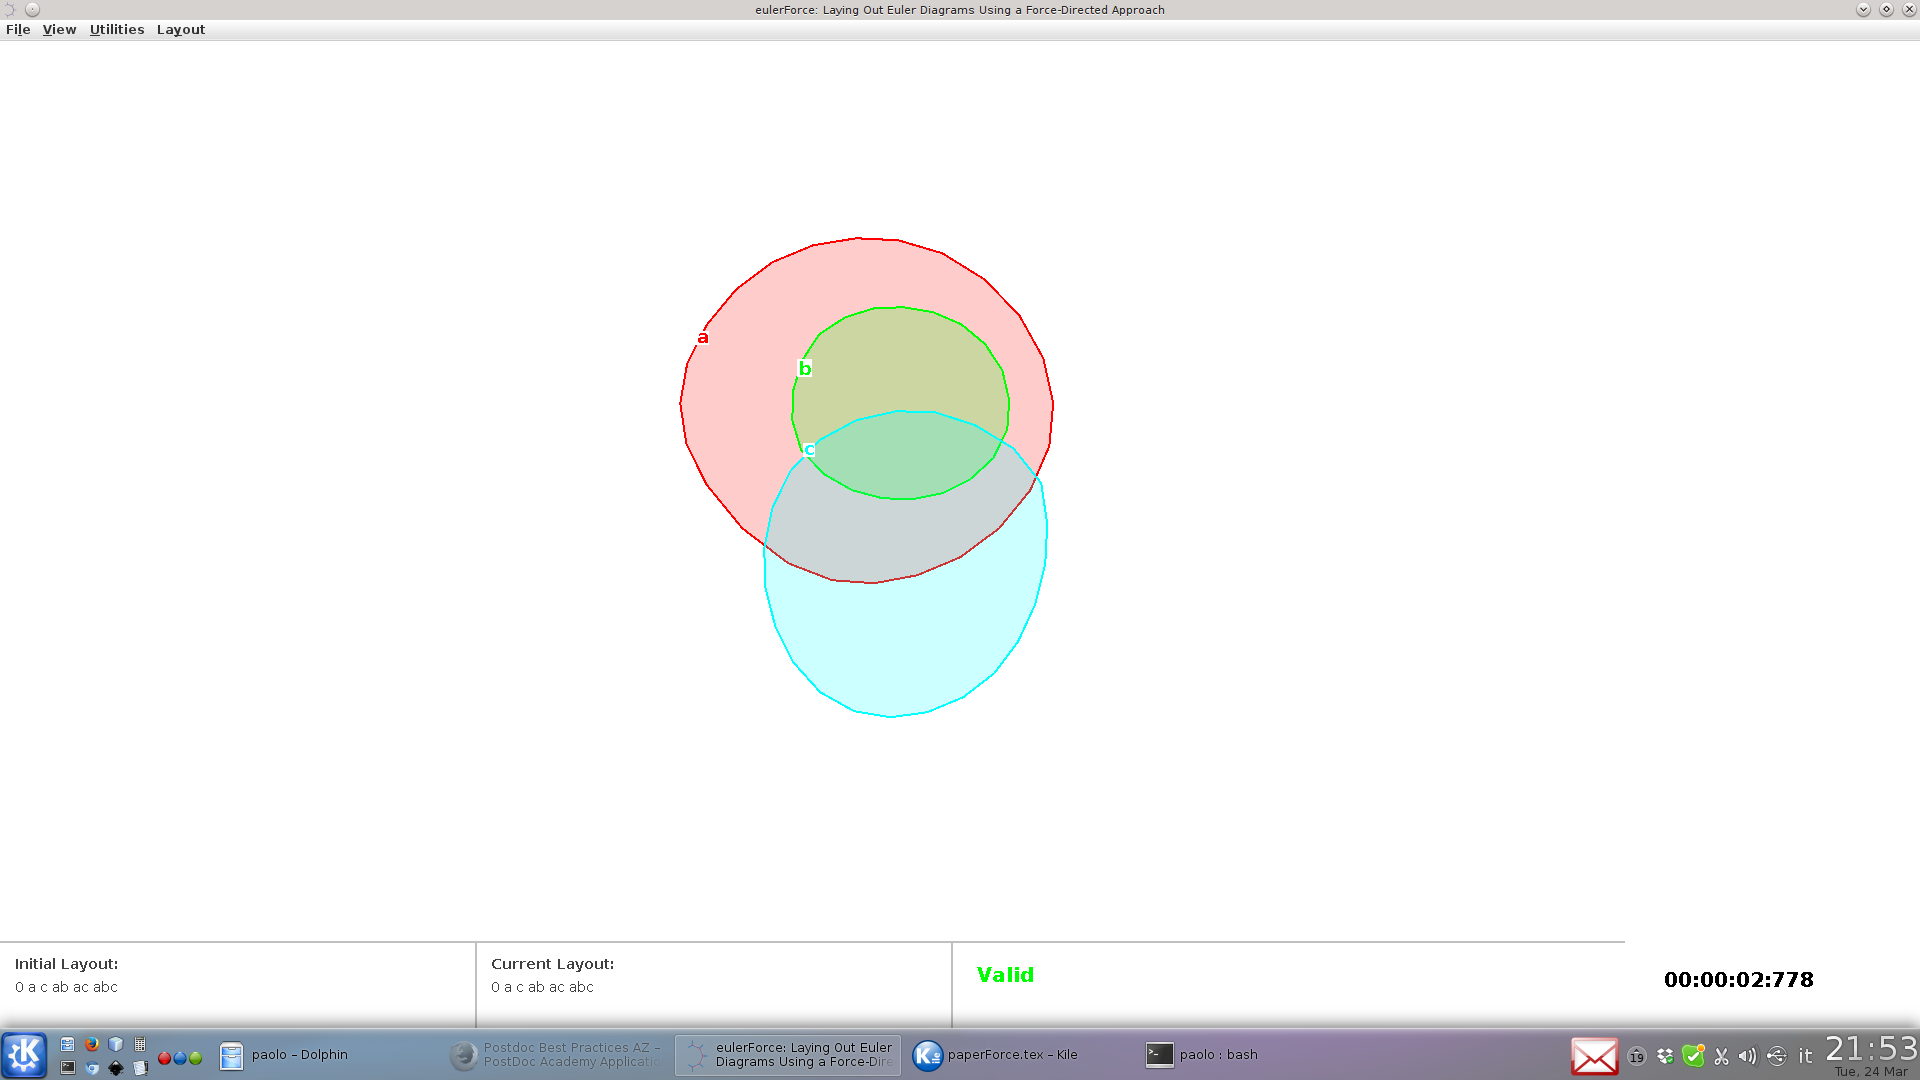 eulerForce: Laying Out Euler Diagrams Using a Force-Directed Approach
File View Utilities Layout
a
b
c
Initial Layout:
0 a c ab ac abc
Current Layout:
0 a c ab ac abc
Valid
00:00:02:778
paolo – Dolphin
Postdoc Best Practices AZ –
PostDoc Academy Applicatio
eulerForce: Laying Out Euler
Diagrams Using a Force-Dire
paperForce.tex – Kile
paolo : bash
19
it
21:53
Tue, 24 Mar